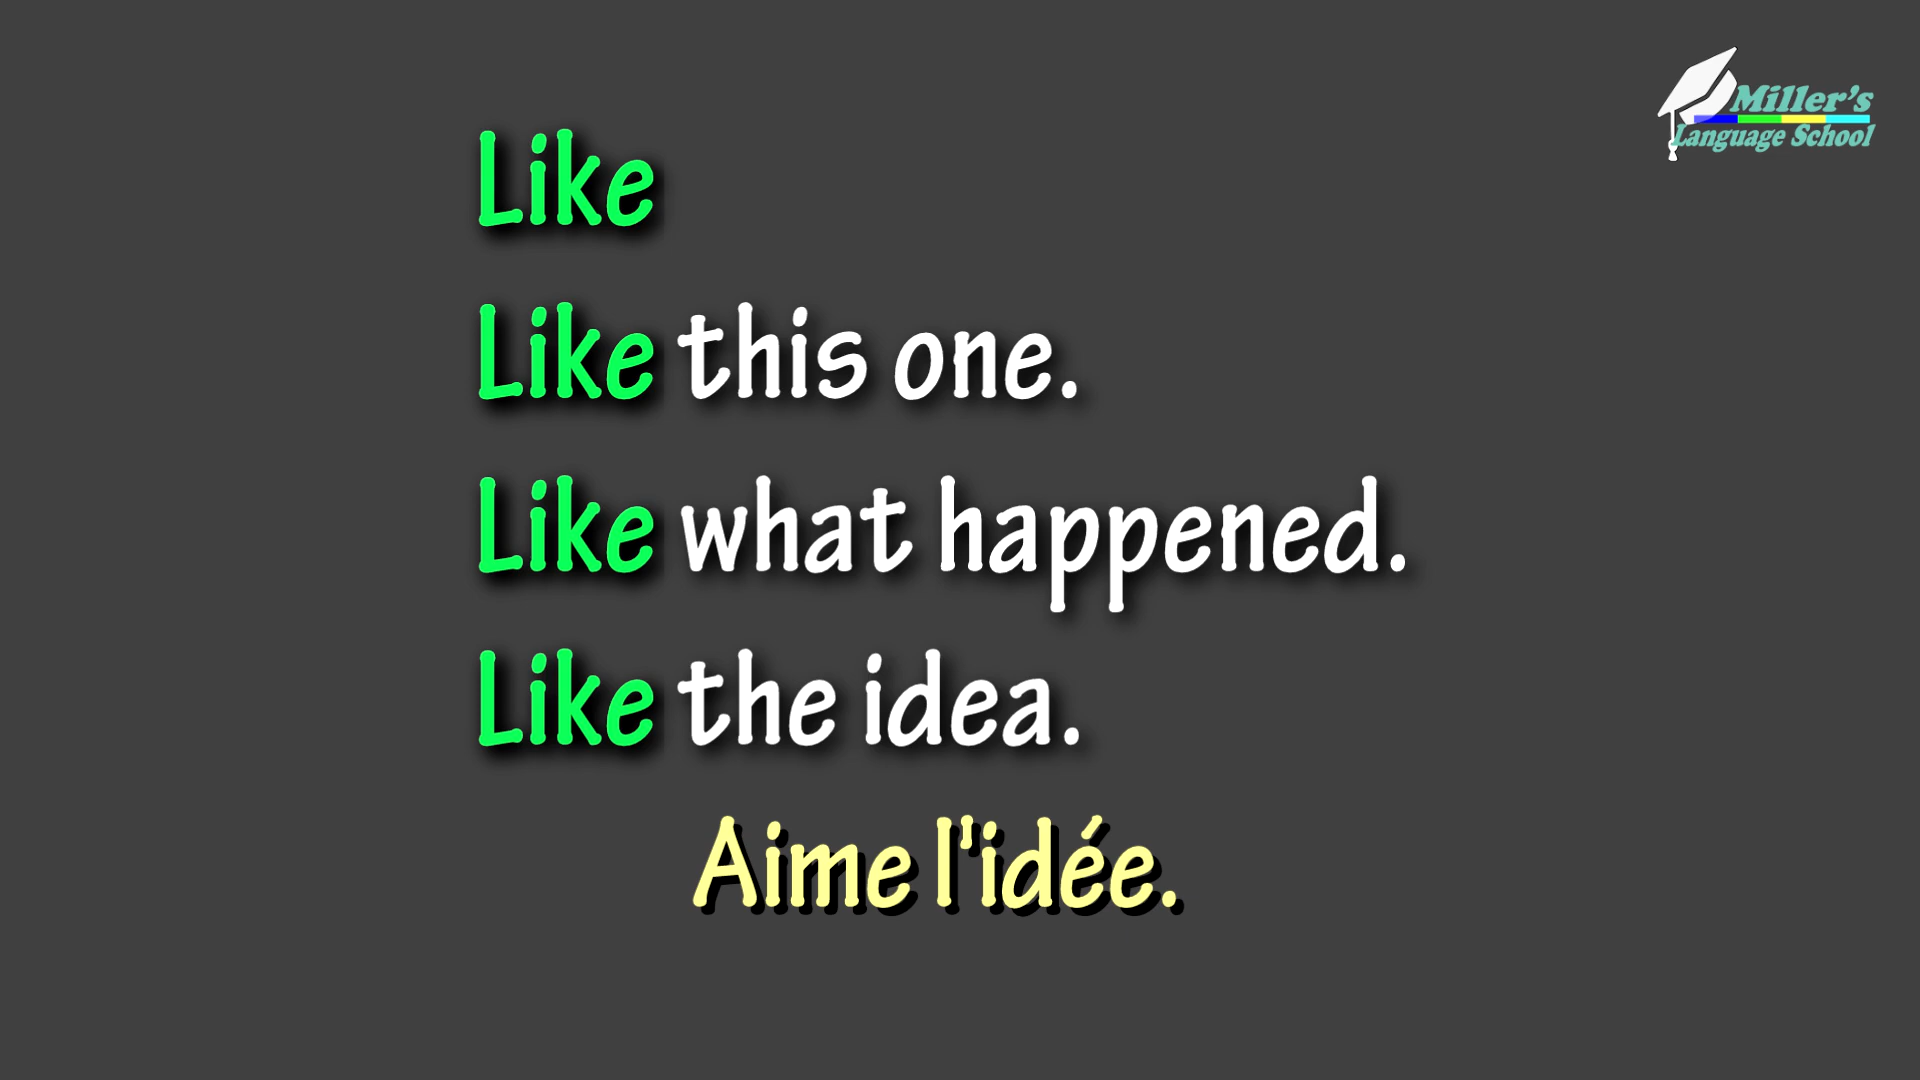 Miller's
Language School
Like
Like this one.
Like what happened.
Like the idea.
Aime l'idée.